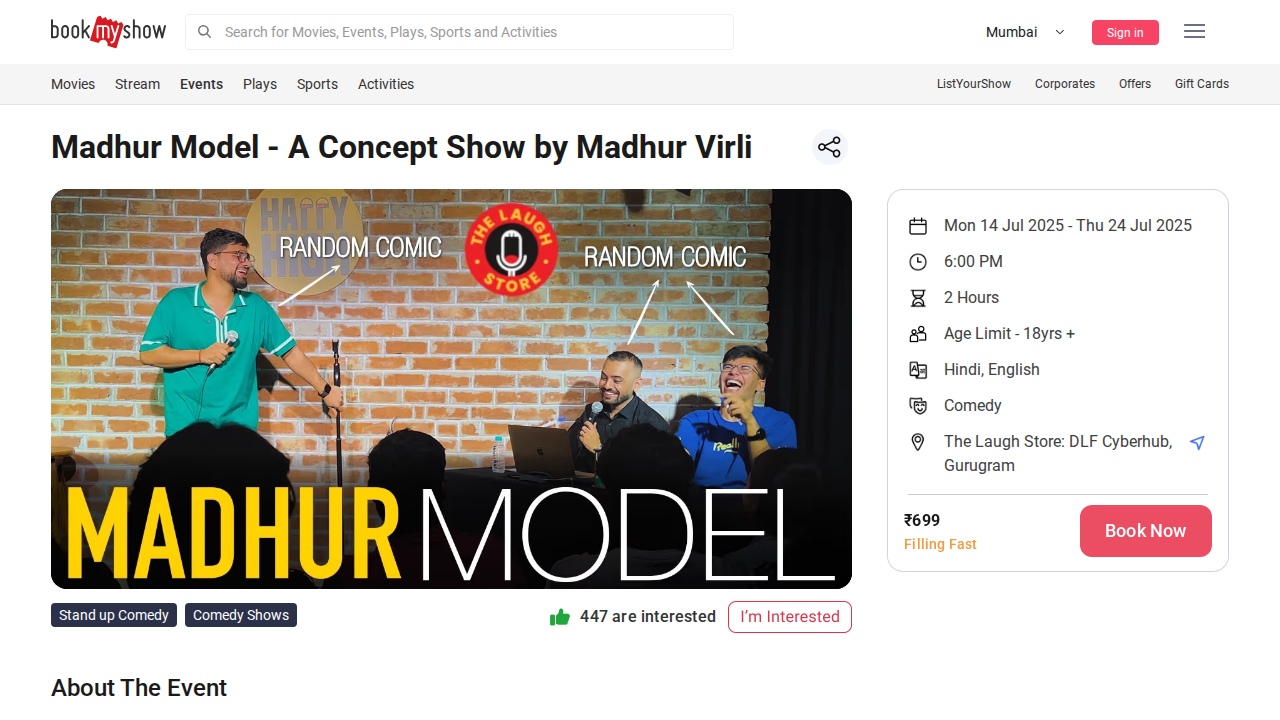 book my show
Search for Movies, Events, Plays, Sports and Activities
Mumbai
Sign in
Movies Stream Events Plays Sports Activities
ListYourShow Corporates Offers Gift Cards
Madhur Model - A Concept Show by Madhur Virli
HAPPY
HIGH
RANDOM COMIC
THE LAUGH
STORE
RANDOM COMIC
Really
MADHUR MODEL
Mon 14 Jul 2025 - Thu 24 Jul 2025
6:00 PM
2 Hours
Age Limit - 18yrs +
Hindi, English
Comedy
The Laugh Store: DLF Cyberhub,
Gurugram
₹699
Filling Fast
Book Now
Stand up Comedy Comedy Shows
447 are interested
I’m Interested
About The Event